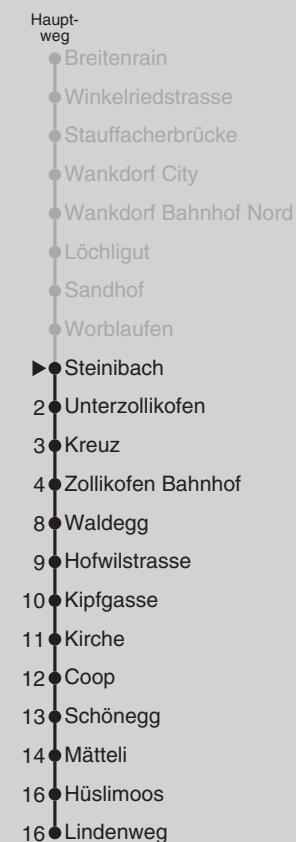 Haupt-
weg
Breitenrain
Winkelriedstrasse
Stauffacherbrücke
Wankdorf City
Wankdorf Bahnhof Nord
Löchligut
Sandhof
Worblaufen
Steinibach
2 Unterzollikofen
3 Kreuz
4 Zollikofen Bahnhof
8 Waldegg
9 Hofwilstrasse
10 Kipfgasse
11 Kirche
12 Coop
13 Schönegg
14 Mätteli
16 Hüslimoos
16 Lindenweg